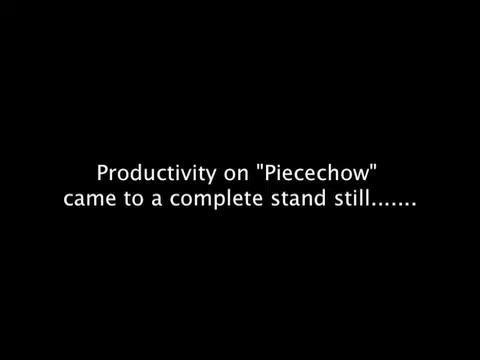 Productivity on "Piecechow"
came to a complete stand still.......